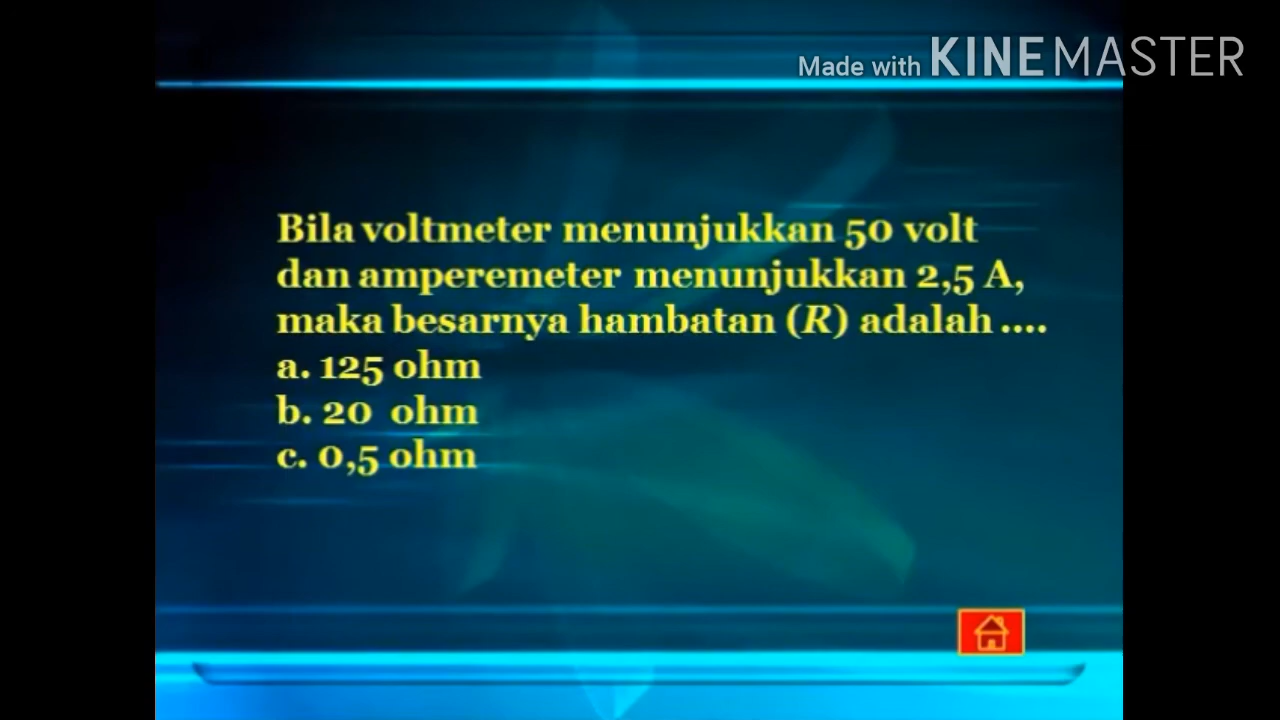 Made with KINEMASTER
Bila voltmeter menunjukkan 50 volt
dan amperemeter menunjukkan 2,5 A,
maka besarnya hambatan (R) adalah ....
a. 125 ohm
b. 20 ohm
c. 0,5 ohm